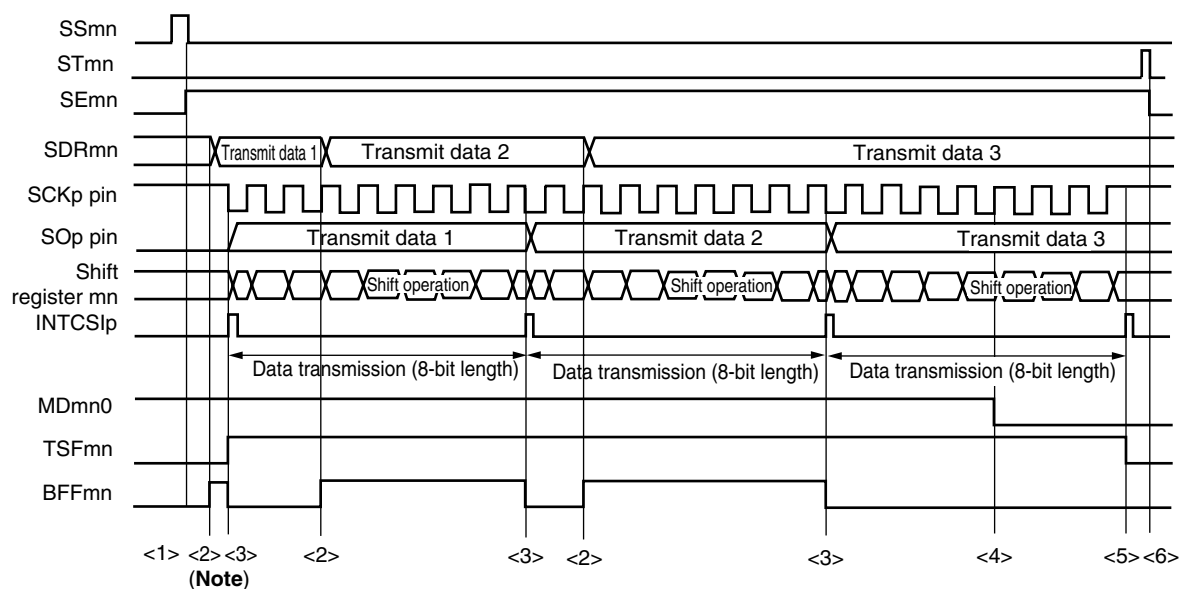 SSmn
STmn
SEmn
SDRmn
Transmit data 1
Transmit data 2
Transmit data 3
SCKp pin
SOp pin
Transmit data 1
Transmit data 2
Transmit data 3
Shift
register mn
Shift operation
Shift operation
Shift operation
INTCSIp
Data transmission (8-bit length)
Data transmission (8-bit length)
Data transmission (8-bit length)
MDmn0
TSFmn
BFFmn
<1> <2> <3> <2> <3> <2> <3> <4> <5> <6>
(Note)